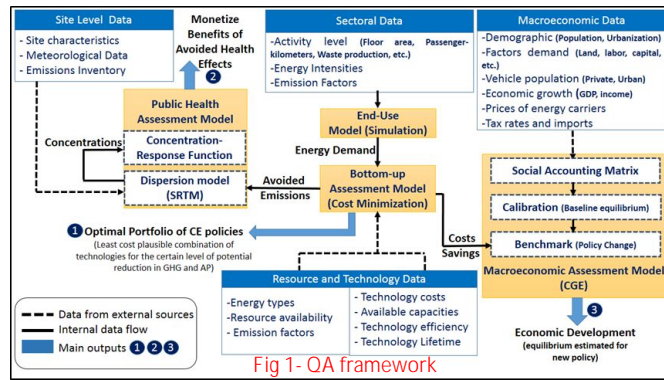 Site Level Data
- Site characteristics
- Meteorological Data
- Emissions Inventory
Monetize
Benefits of
Avoided Health
Effects
2
Sectoral Data
- Activity level (Floor area, Passenger-
kilometers, Waste production, etc.)
- Energy Intensities
- Emission Factors
Macroeconomic Data
-Demographic (Population, Urbanization)
-Factors demand (Land, labor, capital,
etc.)
-Vehicle population (Private, Urban)
-Economic growth (GDP, income)
-Prices of energy carriers
-Tax rates and imports
Public Health
Assessment Model
Concentrations
Concentration-
Response Function
Dispersion model
(SRTM)
End-Use
Model (Simulation)
Energy Demand
Avoided
Emissions
Bottom-up
Assessment Model
(Cost Minimization)
Social Accounting Matrix
Calibration (Baseline equilibrium)
Benchmark (Policy Change)
Macroeconomic Assessment Model
(CGE)
Costs
Savings
1 Optimal Portfolio of CE policies
(Least cost plausible combination of
technologies for the certain level of potential
reduction in GHG and AP)
Resource and Technology Data
-Energy types
-Resource availability
-Emission factors
- Technology costs
- Available capacities
- Technology efficiency
- Technology Lifetime
3
Economic Development
(equilibrium estimated for
new policy)
Data from external sources
Internal data flow
Main outputs 1 2 3
Fig 1- QA framework